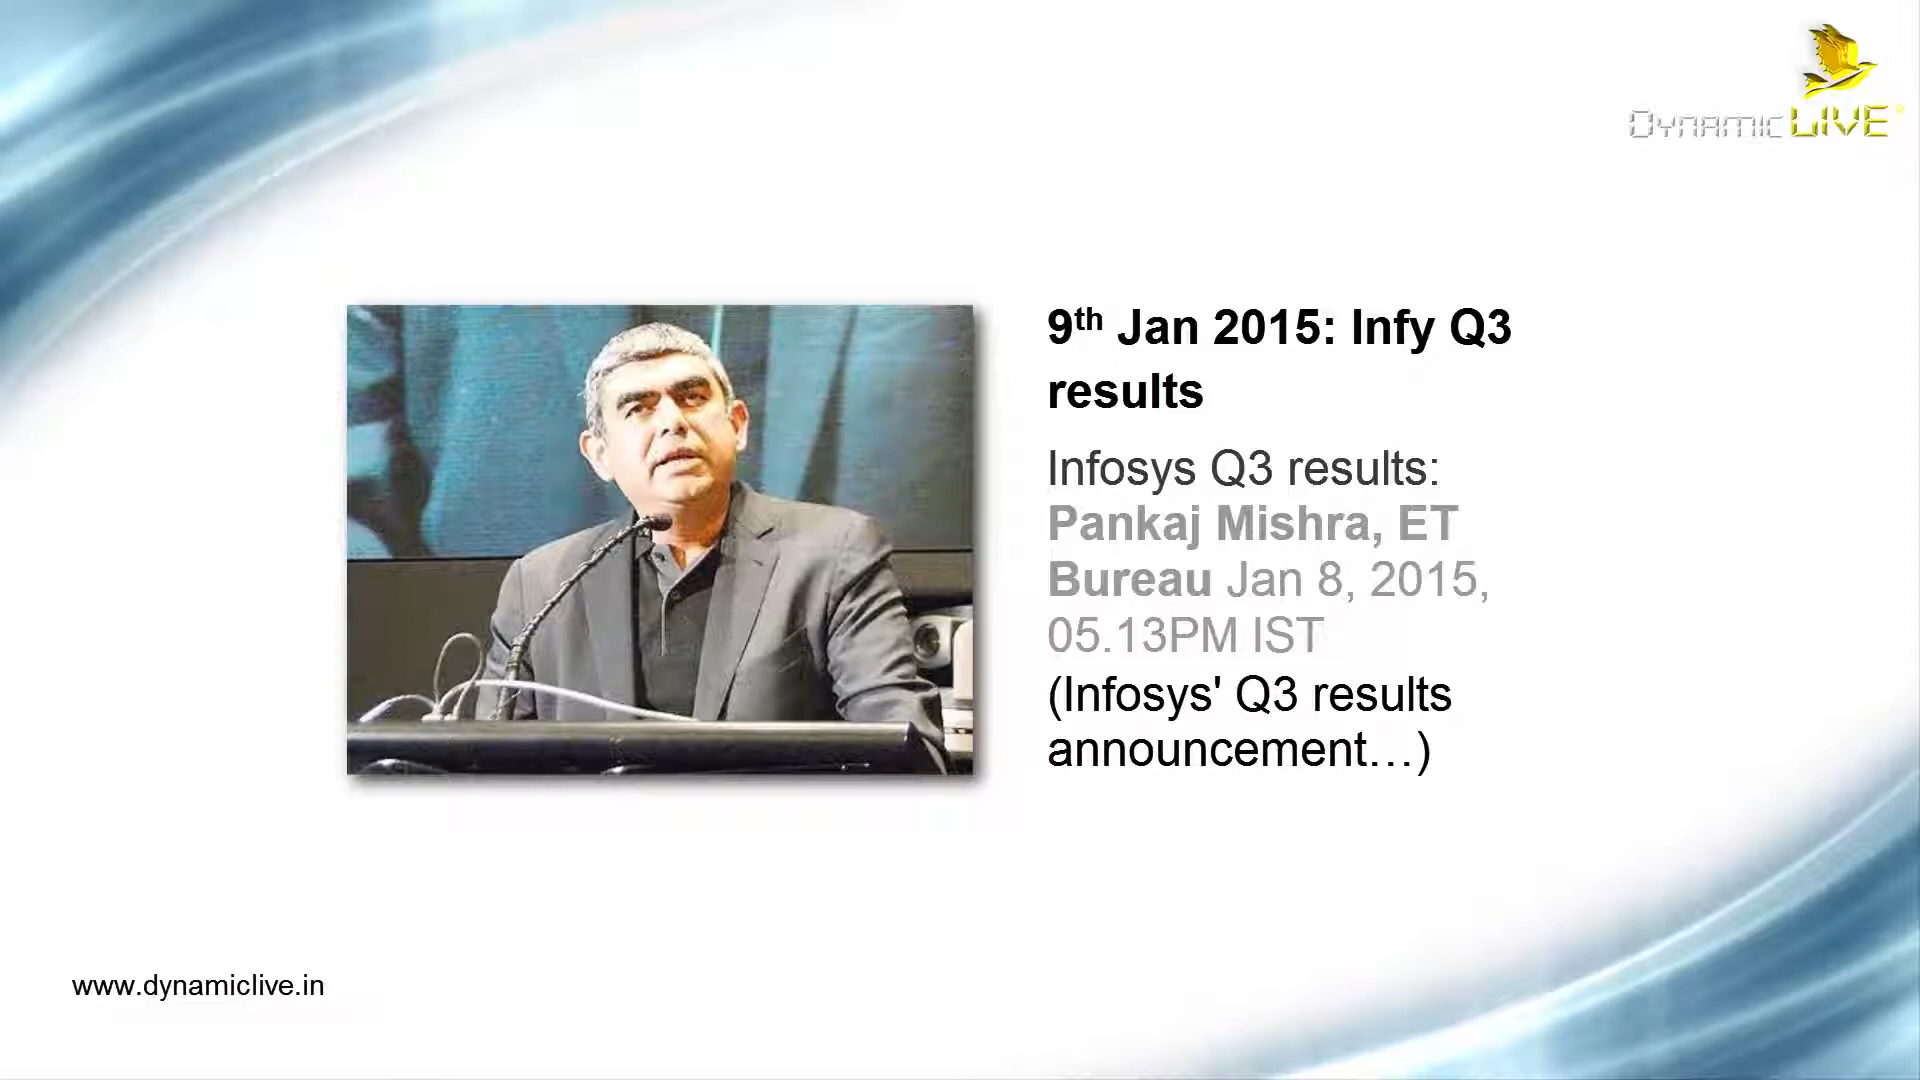 Dynamic LIVE
9th Jan 2015: Infy Q3
results
Infosys Q3 results:
Pankaj Mishra, ET
Bureau Jan 8, 2015,
05.13PM IST
(Infosys' Q3 results
announcement…)
www.dynamiclive.in